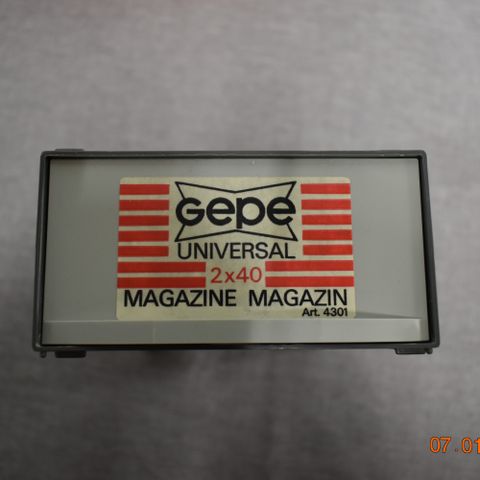 Gepe
UNIVERSAL
2x40
MAGAZINE MAGAZIN
Art. 4301
07.01